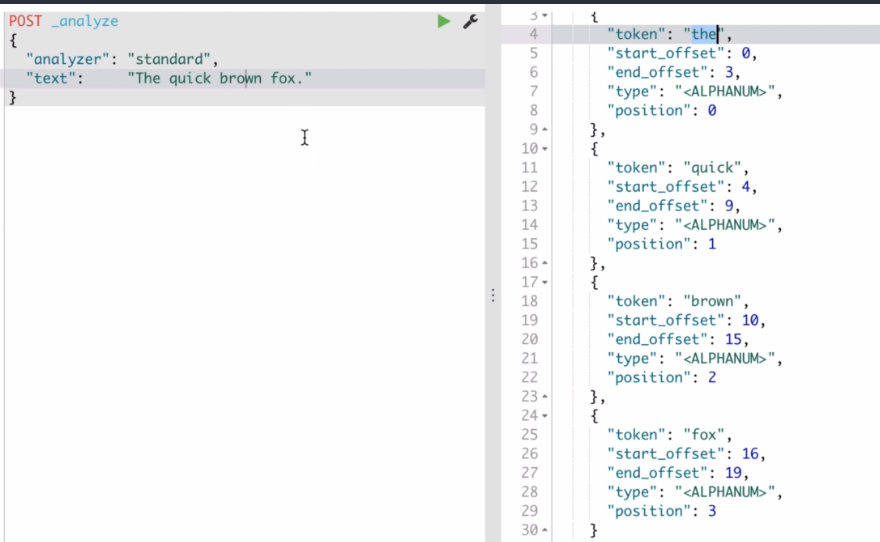 POST _analyze
{
  "analyzer": "standard",
  "text":     "The quick brown fox."
}
3 {
4 "token": "the",
5 "start_offset": 0,
6 "end_offset": 3,
7 "type": "<ALPHANUM>",
8 "position": 0
9 },
10 {
11 "token": "quick",
12 "start_offset": 4,
13 "end_offset": 9,
14 "type": "<ALPHANUM>",
15 "position": 1
16 },
17 {
18 "token": "brown",
19 "start_offset": 10,
20 "end_offset": 15,
21 "type": "<ALPHANUM>",
22 "position": 2
23 },
24 {
25 "token": "fox",
26 "start_offset": 16,
27 "end_offset": 19,
28 "type": "<ALPHANUM>",
29 "position": 3
30 }